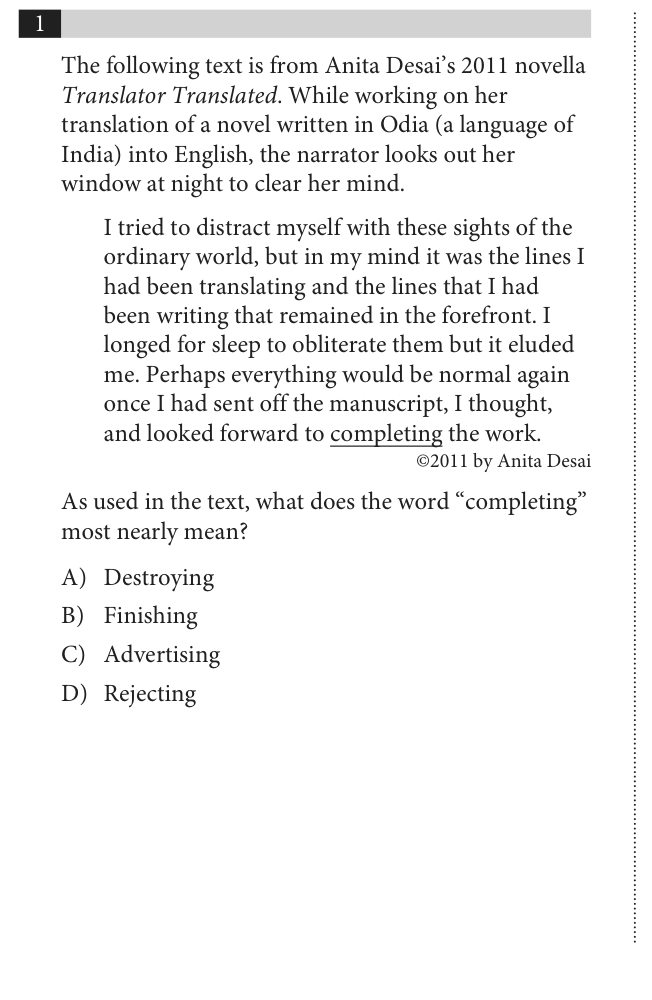 1
The following text is from Anita Desai’s 2011 novella
Translator Translated. While working on her
translation of a novel written in Odia (a language of
India) into English, the narrator looks out her
window at night to clear her mind.
I tried to distract myself with these sights of the
ordinary world, but in my mind it was the lines I
had been translating and the lines that I had
been writing that remained in the forefront. I
longed for sleep to obliterate them but it eluded
me. Perhaps everything would be normal again
once I had sent off the manuscript, I thought,
and looked forward to completing the work.
©2011 by Anita Desai
As used in the text, what does the word “completing”
most nearly mean?
A) Destroying
B) Finishing
C) Advertising
D) Rejecting